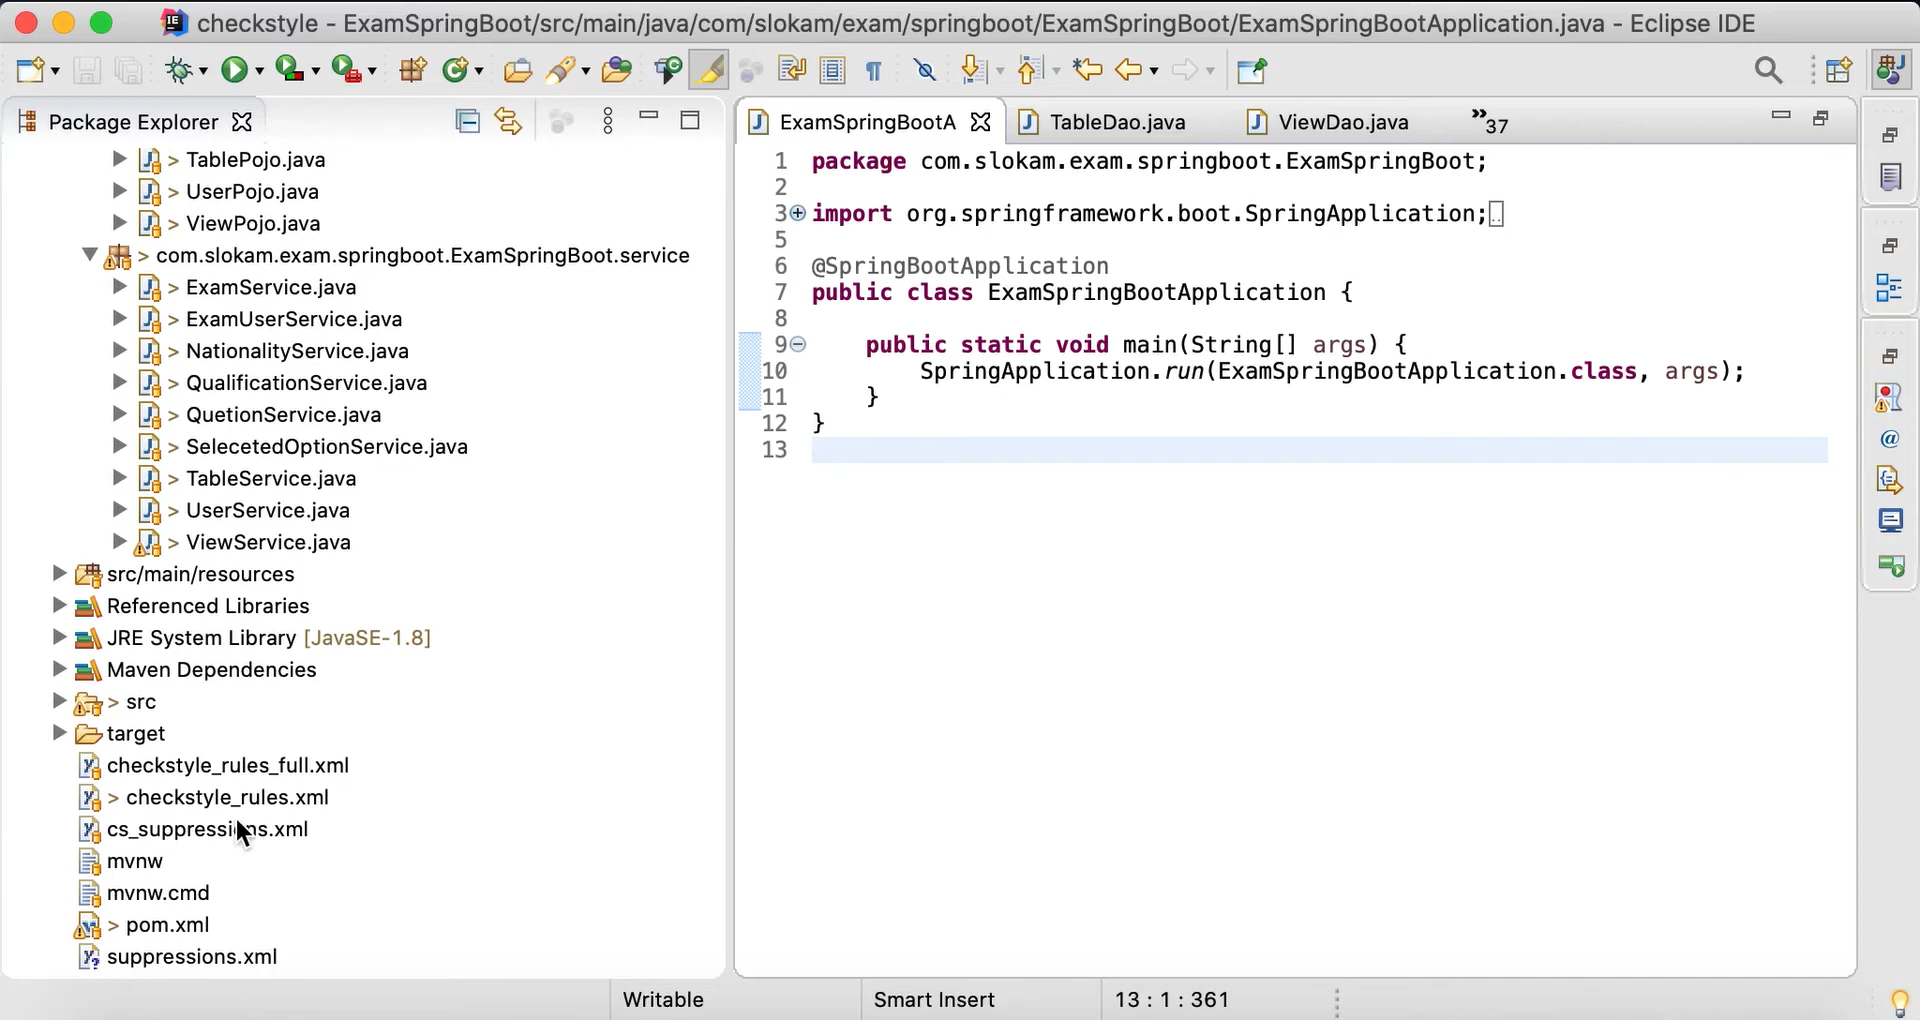 checkstyle - ExamSpringBoot/src/main/java/com/slokam/exam/springboot/ExamSpringBoot/ExamSpringBootApplication.java - Eclipse IDE
Package Explorer
> TablePojo.java
> UserPojo.java
> ViewPojo.java
> com.slokam.exam.springboot.ExamSpringBoot.service
> ExamService.java
> ExamUserService.java
> NationalityService.java
> QualificationService.java
> QuetionService.java
> SelecetedOptionService.java
> TableService.java
> UserService.java
> ViewService.java
src/main/resources
Referenced Libraries
JRE System Library [JavaSE-1.8]
Maven Dependencies
> src
target
checkstyle_rules_full.xml
> checkstyle_rules.xml
cs_suppressions.xml
mvnw
mvnw.cmd
> pom.xml
suppressions.xml
ExamSpringBootA TableDao.java ViewDao.java »37
1 package com.slokam.exam.springboot.ExamSpringBoot;
2
3 import org.springframework.boot.SpringApplication;
5
6 @SpringBootApplication
7 public class ExamSpringBootApplication {
8
9 public static void main(String[] args) {
10 SpringApplication.run(ExamSpringBootApplication.class, args);
11 }
12 }
13
Writable Smart Insert 13 : 1 : 361